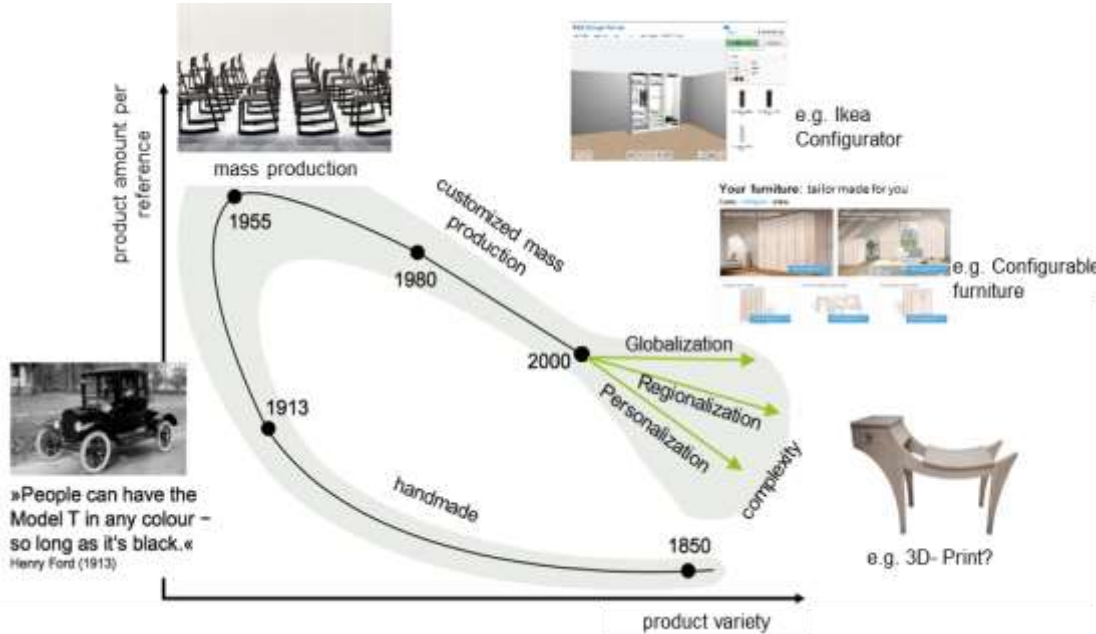 product amount per
reference
mass production
1955
customized mass
production
1980
e.g. Ikea
Configurator
Your furniture: tailor made for you
e.g. Configurable
furniture
2000
Globalization
Regionalization
Personalization
complexity
1913
»People can have the
Model T in any colour –
so long as it's black.«
Henry Ford (1913)
handmade
1850
e.g. 3D- Print?
product variety